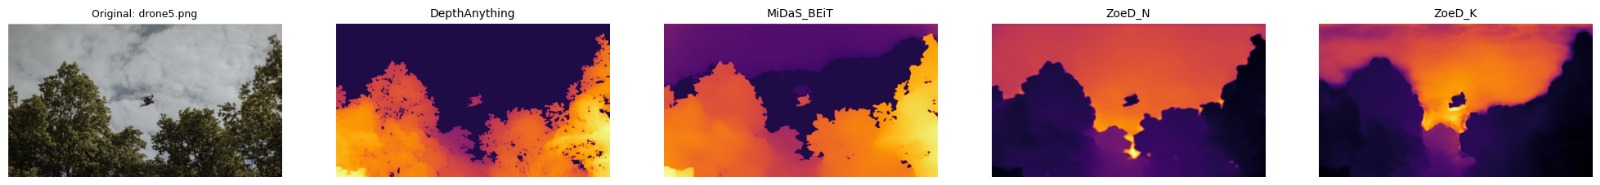 Original: drone5.png
DepthAnything
MiDaS_BEiT
ZoeD_N
ZoeD_K